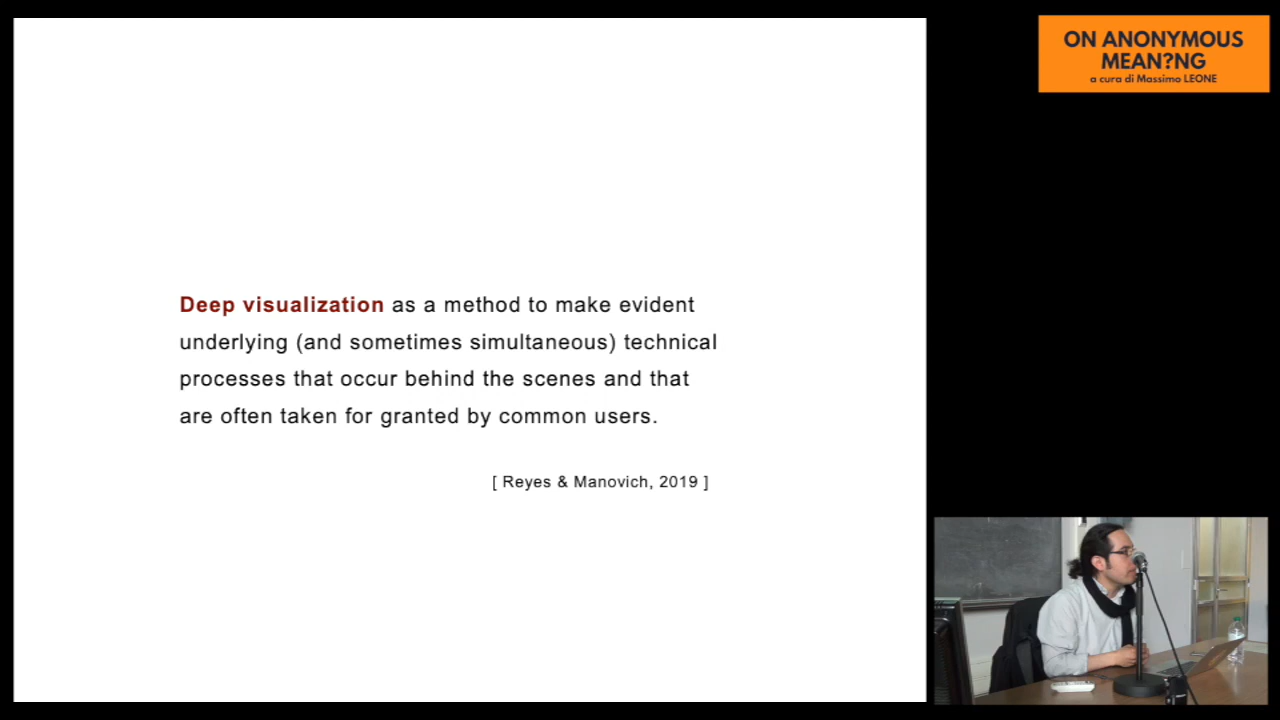 Deep visualization as a method to make evident
underlying (and sometimes simultaneous) technical
processes that occur behind the scenes and that
are often taken for granted by common users.
[ Reyes & Manovich, 2019 ]
ON ANONYMOUS
MEAN?NG
a cura di Massimo LEONE